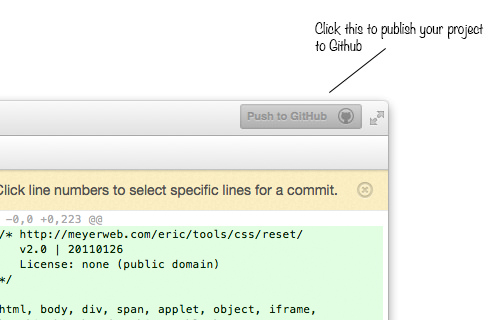 Click this to publish your project
to Github
Push to GitHub
Click line numbers to select specific lines for a commit.
-0,0 +0,223 @@
/* http://meyerweb.com/eric/tools/css/reset/
v2.0 | 20110126
License: none (public domain)
*/
html, body, div, span, applet, object, iframe,